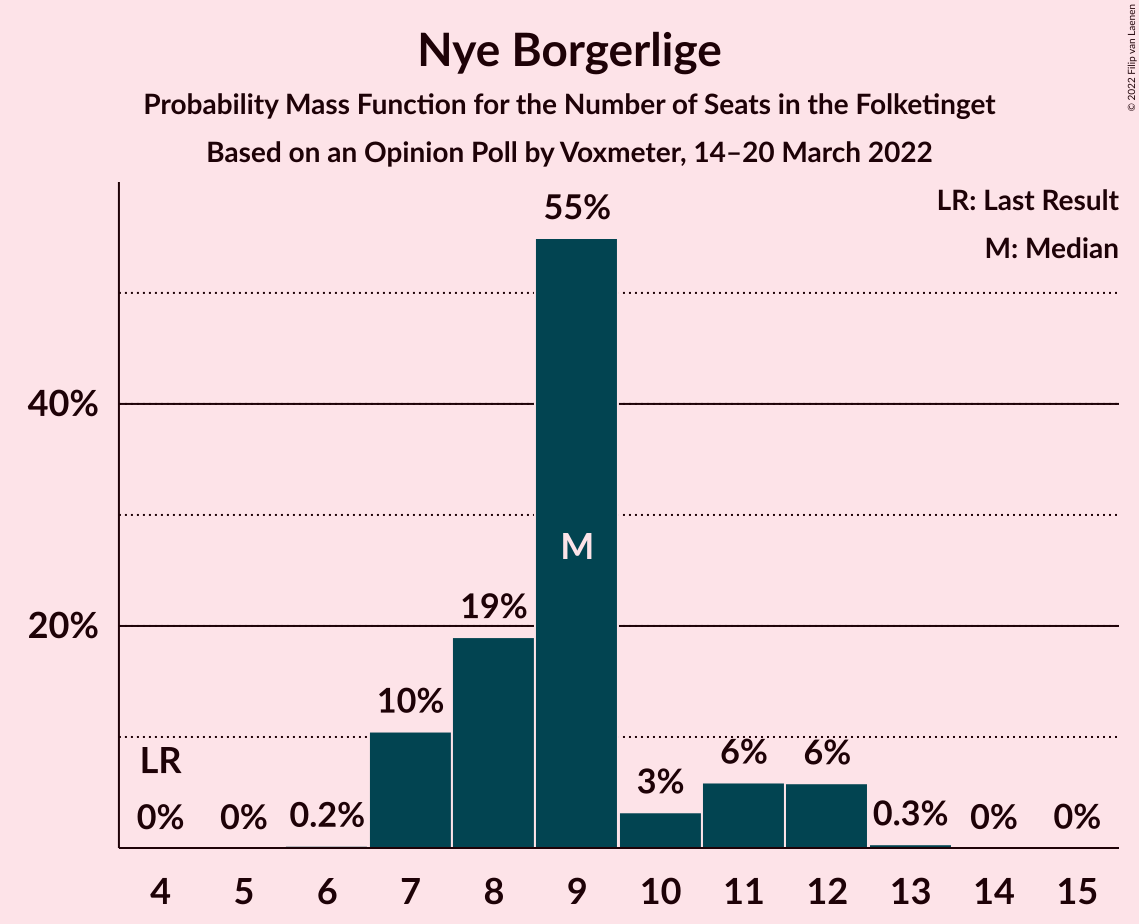 Nye Borgerlige
Probability Mass Function for the Number of Seats in the Folketinget
Based on an Opinion Poll by Voxmeter, 14–20 March 2022
© 2022 Filip van Laenen
LR: Last Result
M: Median
55%
40%
M
19%
20%
10%
LR
6%
6%
3%
0%
0%
0.2%
0.3%
0%
0%
4 5 6 7 8 9 10 11 12 13 14 15